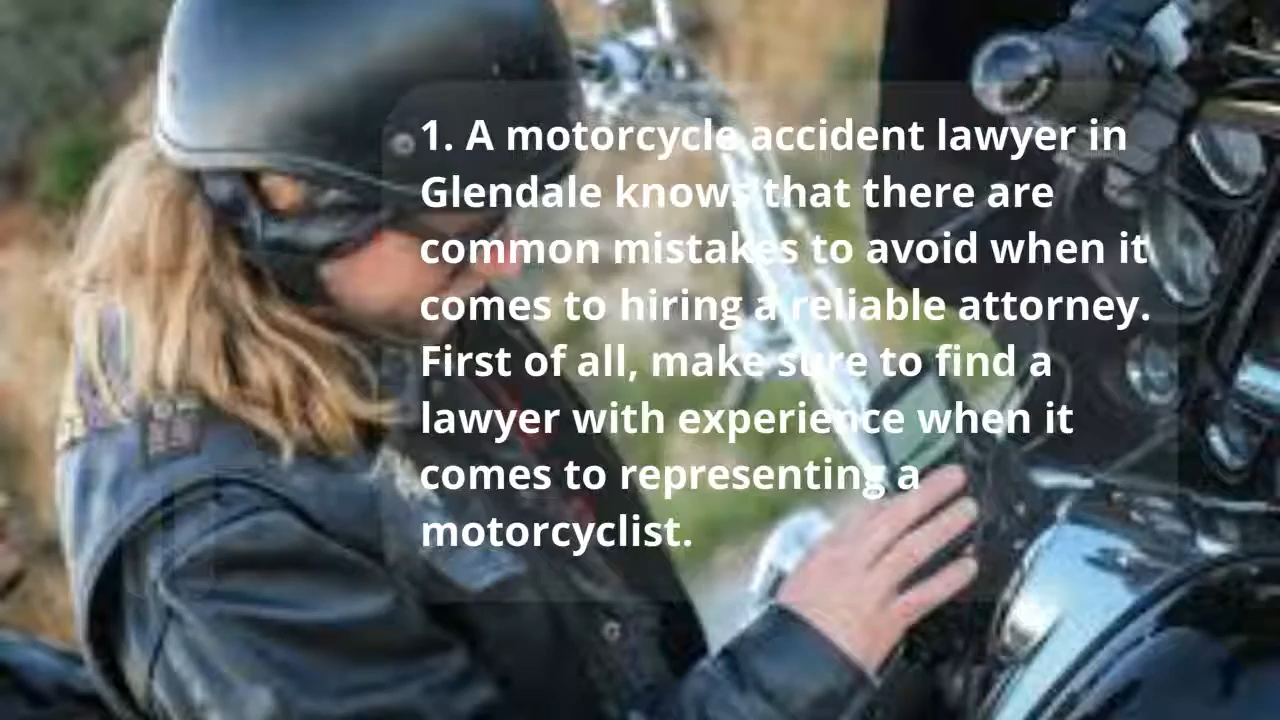 1. A motorcycle accident lawyer in
Glendale knows that there are
common mistakes to avoid when it
comes to hiring a reliable attorney.
First of all, make sure to find a
lawyer with experience when it
comes to representing a
motorcyclist.